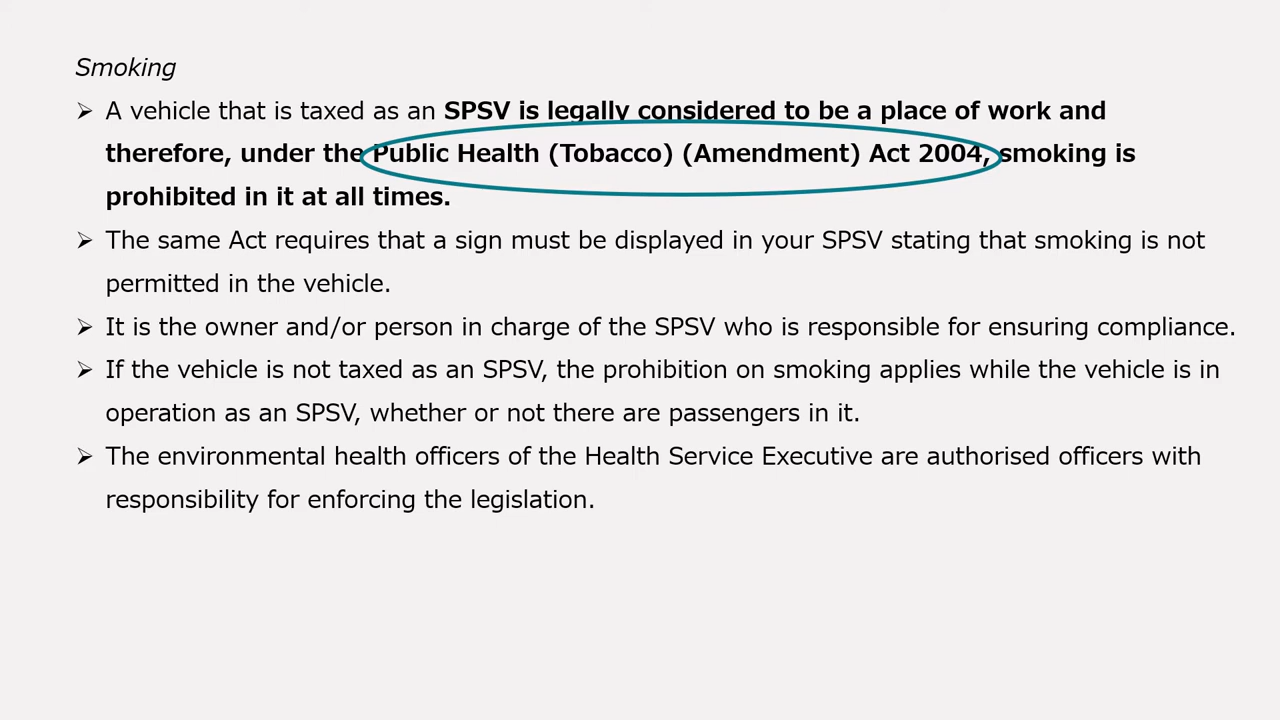 Smoking
➢ A vehicle that is taxed as an SPSV is legally considered to be a place of work and
therefore, under the Public Health (Tobacco) (Amendment) Act 2004, smoking is
prohibited in it at all times.
➢ The same Act requires that a sign must be displayed in your SPSV stating that smoking is not
permitted in the vehicle.
➢ It is the owner and/or person in charge of the SPSV who is responsible for ensuring compliance.
➢ If the vehicle is not taxed as an SPSV, the prohibition on smoking applies while the vehicle is in
operation as an SPSV, whether or not there are passengers in it.
➢ The environmental health officers of the Health Service Executive are authorised officers with
responsibility for enforcing the legislation.